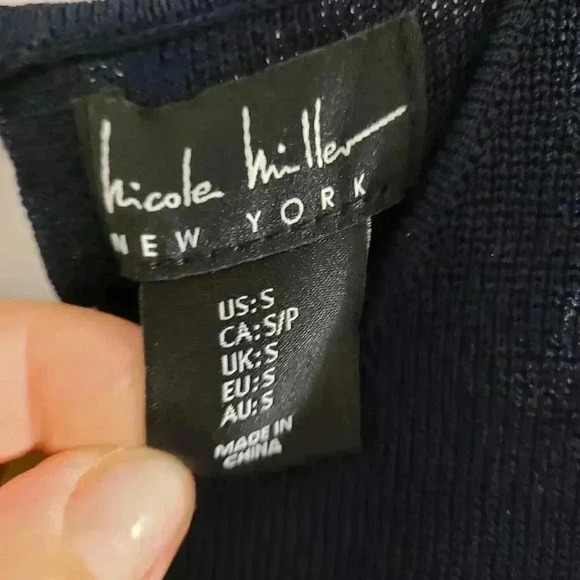 nicole miller
NEW YORK
US: S
CA: S/P
UK: S
EU: S
AU: S
MADE IN
CHINA